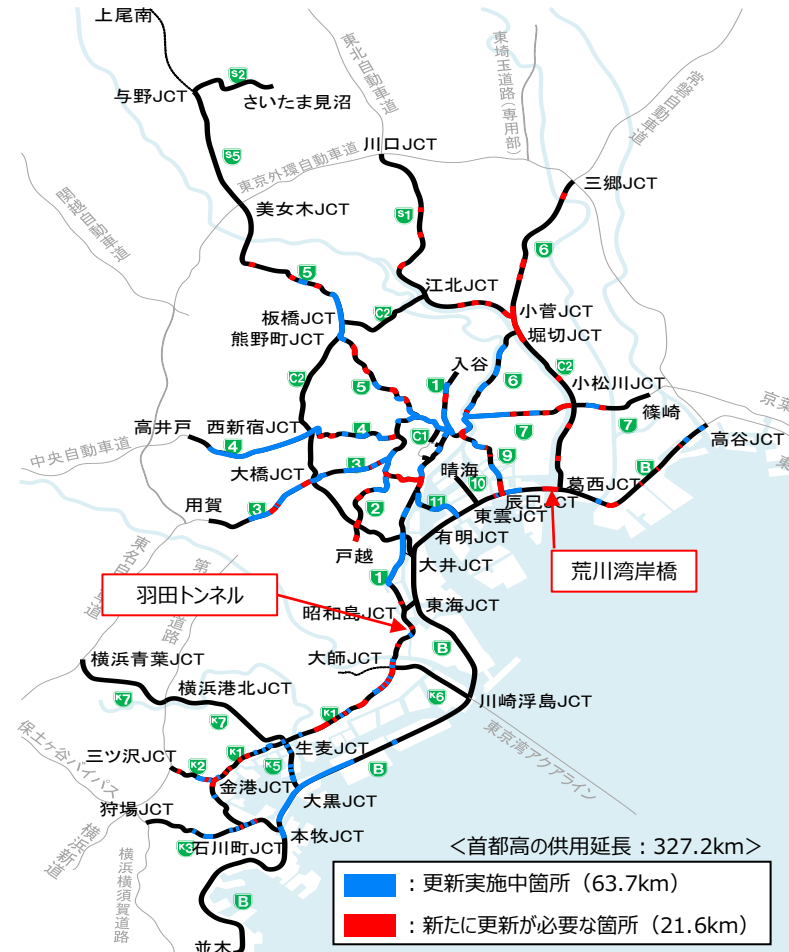 上尾南
東北自動車道
東埼玉道路(専用部)
常磐自動車道
S2
与野JCT
さいたま見沼
川口JCT
S5
東京外環自動車道
三郷JCT
関越自動車道
美女木JCT
S1
6
5
江北JCT
小菅JCT
板橋JCT
C2
堀切JCT
熊野町JCT
入谷
C2
C2
5
1
6
小松川JCT
高井戸
西新宿JCT
篠崎
京葉
4
4
C1
7
7
高谷JCT
中央自動車道
9
B
東
大橋JCT
3
晴海
葛西JCT
10
用賀
3
2
11
辰巳JCT
東雲JCT
有明JCT
戸越
大井JCT
荒川湾岸橋
東名自動車道
第
道路
1
羽田トンネル
昭和島JCT
東海JCT
横浜青葉JCT
大師JCT
B
K7
横浜港北JCT
K6
川崎浮島JCT
K7
K1
東京湾アクアライン
保土ヶ谷バイパス
三ツ沢JCT
K1
生麦JCT
K2
K5
B
金港JCT
大黒JCT
狩場JCT
横浜新道
K3
石川町JCT
本牧JCT
横浜横須賀道路
B
並木J
<首都高の供用延長：327.2km>
：更新実施中箇所（63.7km）
：新たに更新が必要な箇所（21.6km）